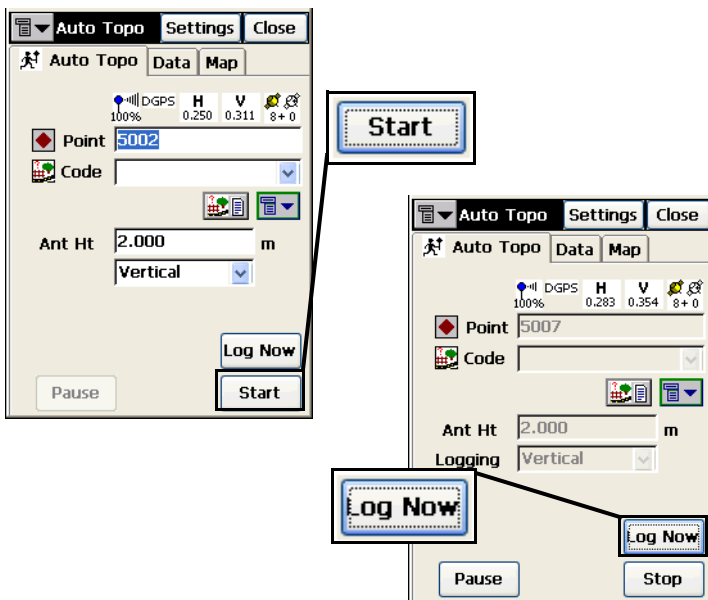 Auto Topo Settings Close
Auto Topo Data Map
DGPS H V
100% 0.250 0.311 8+0
Point 5002
Code
Ant Ht 2.000 m
Vertical
Log Now
Pause Start
Start
Auto Topo Settings Close
Auto Topo Data Map
DGPS H V
100% 0.283 0.354 8+0
Point 5007
Code
Ant Ht 2.000 m
Logging Vertical
Log Now
Log Now
Pause Stop